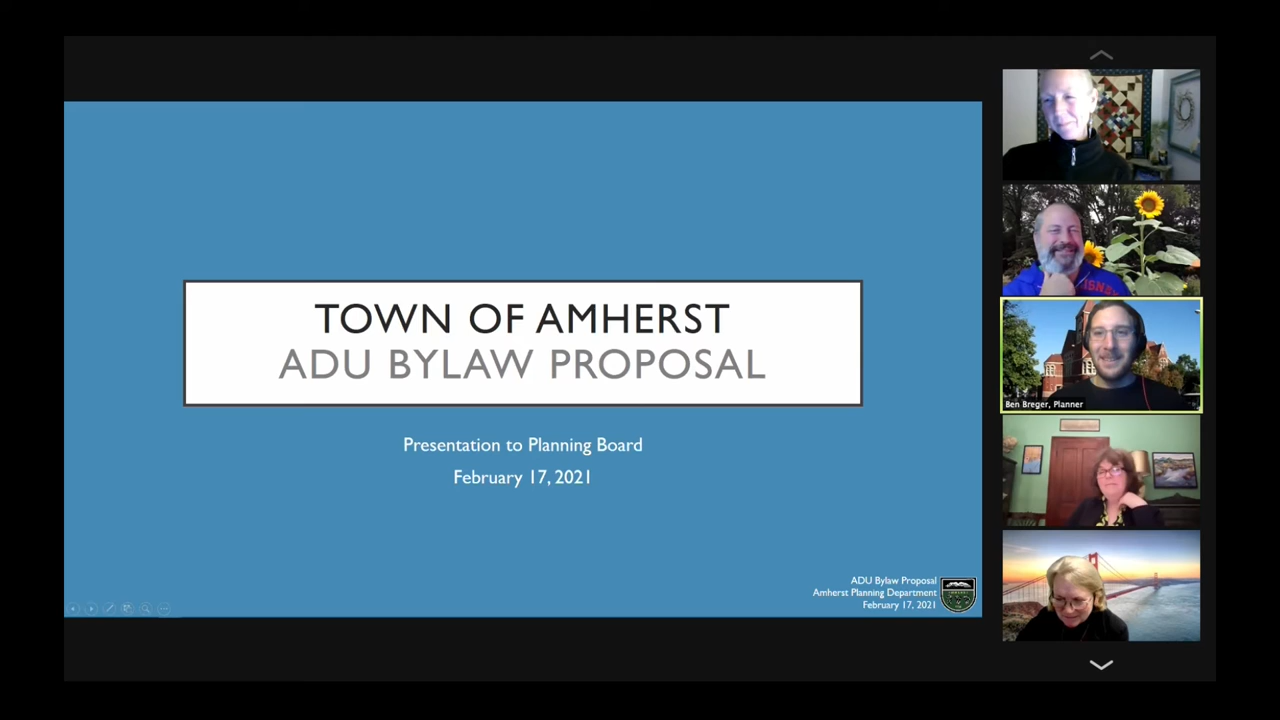 TOWN OF AMHERST
ADU BYLAW PROPOSAL
Presentation to Planning Board
February 17, 2021
ADU Bylaw Proposal
Amherst Planning Department
February 17, 2021
Ben Breger, Planner